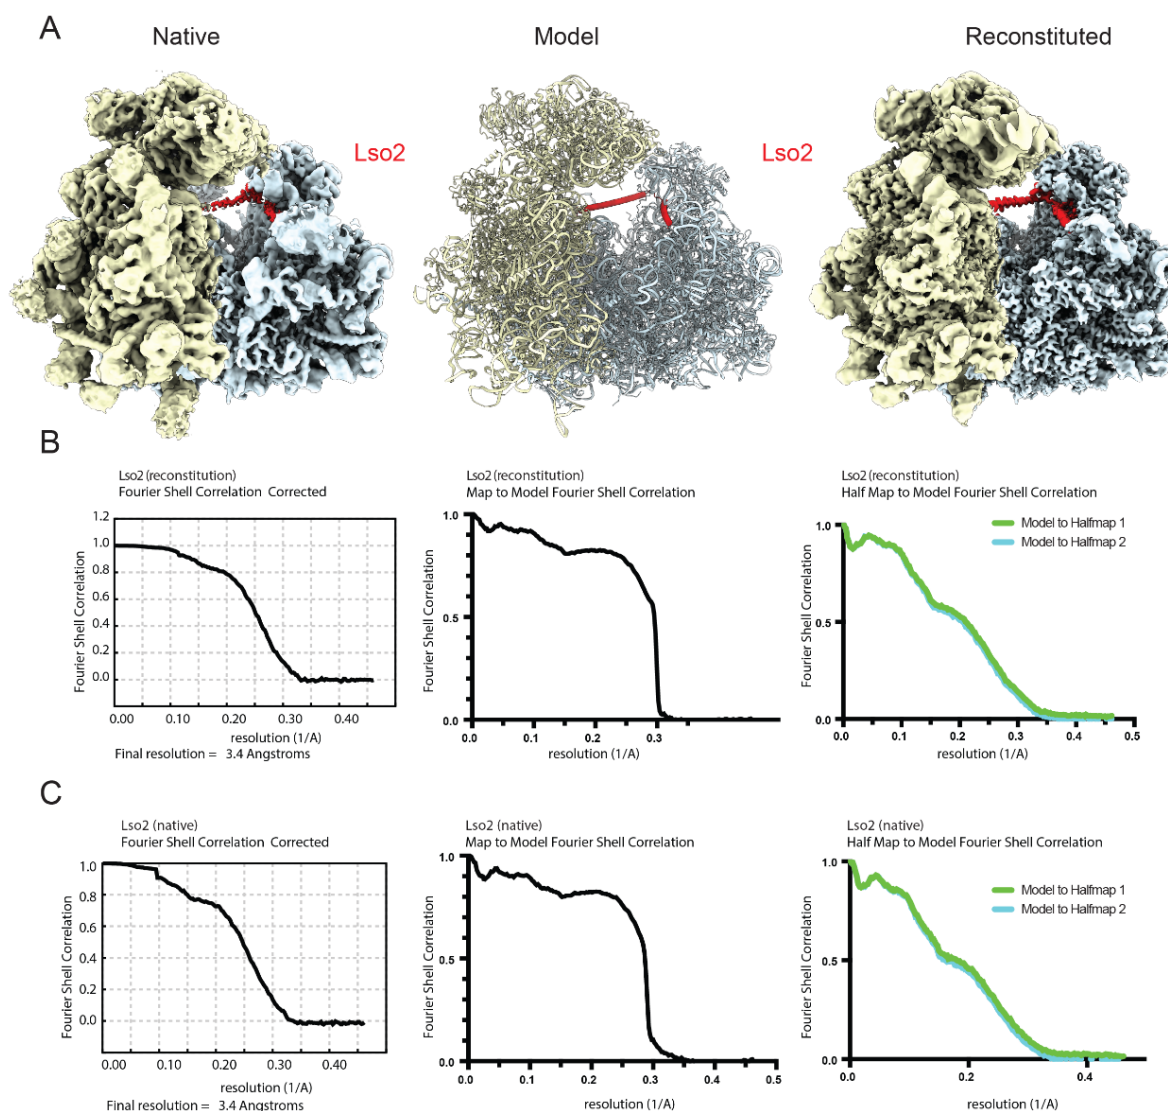 A
Native
Model
Reconstituted
Lso2
Lso2
B
Lso2 (reconstitution)
Fourier Shell Correlation Corrected
Fourier Shell Correlation
1.2
1.0
0.8
0.6
0.4
0.2
0.0
0.00 0.10 0.20 0.30 0.40
resolution (1/A)
Final resolution = 3.4 Angstroms
Lso2 (reconstitution)
Map to Model Fourier Shell Correlation
Fourier Shell Correlation
1.0
0.5
0.0
0.0 0.1 0.2 0.3
resolution (1/A)
Lso2 (reconstitution)
Half Map to Model Fourier Shell Correlation
Model to Halfmap 1
Model to Halfmap 2
Fourier Shell Correlation
1.0
0.5
0.0
0.0 0.1 0.2 0.3 0.4 0.5
resolution (1/A)
C
Lso2 (native)
Fourier Shell Correlation Corrected
Fourier Shell Correlation
1.0
0.8
0.6
0.4
0.2
0.0
0.00 0.10 0.20 0.30 0.40
resolution (1/A)
Final resolution = 3.4 Angstroms
Lso2 (native)
Map to Model Fourier Shell Correlation
Fourier Shell Correlation
1.0
0.5
0.0
0.0 0.1 0.2 0.3 0.4 0.5
resolution (1/A)
Lso2 (native)
Half Map to Model Fourier Shell Correlation
Model to Halfmap 1
Model to Halfmap 2
Fourier Shell Correlation
1.0
0.5
0.0
0.0 0.2 0.4
resolution (1/A)